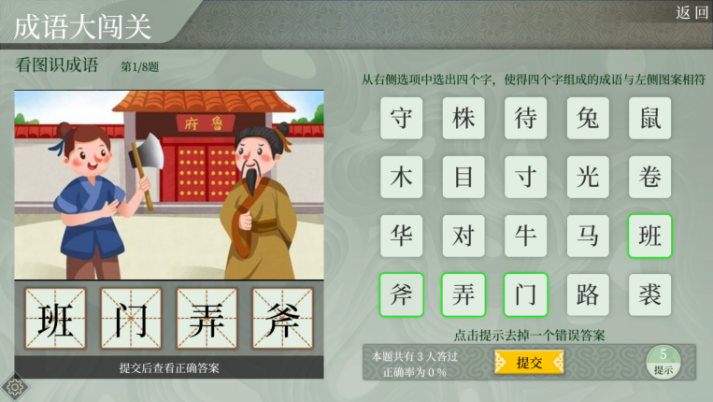 成语大闯关
返回
看图识成语 第1/8题
府魯
班门弄斧
提交后查看正确答案
从右侧选项中选出四个字，使得四个字组成的成语与左侧图案相符
守株待兔鼠
木目寸光卷
华对牛马班
斧弄门路裘
点击提示去掉一个错误答案
本题共有3人答过
正确率为0%
提交
5
提示